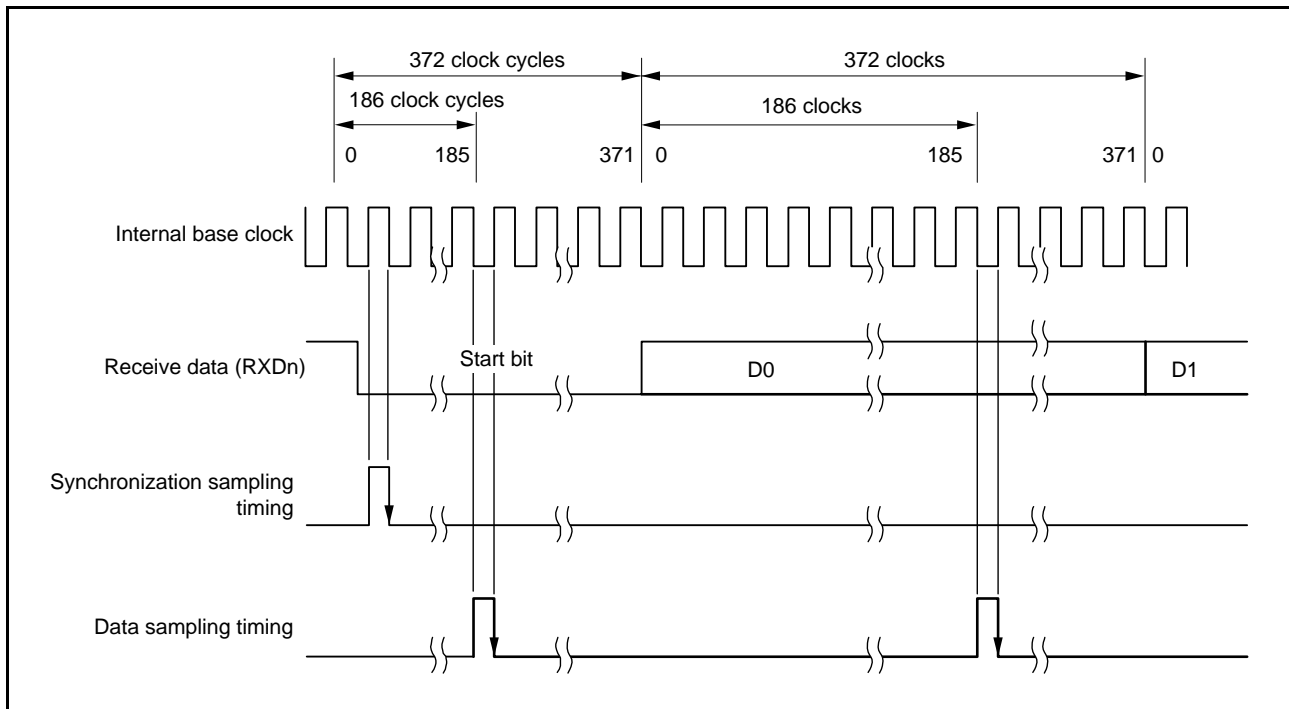 372 clock cycles 372 clocks
186 clock cycles 186 clocks
0 185 371 0 185 371 0
Internal base clock
Receive data (RXDn) Start bit D0 D1
Synchronization sampling
timing
Data sampling timing